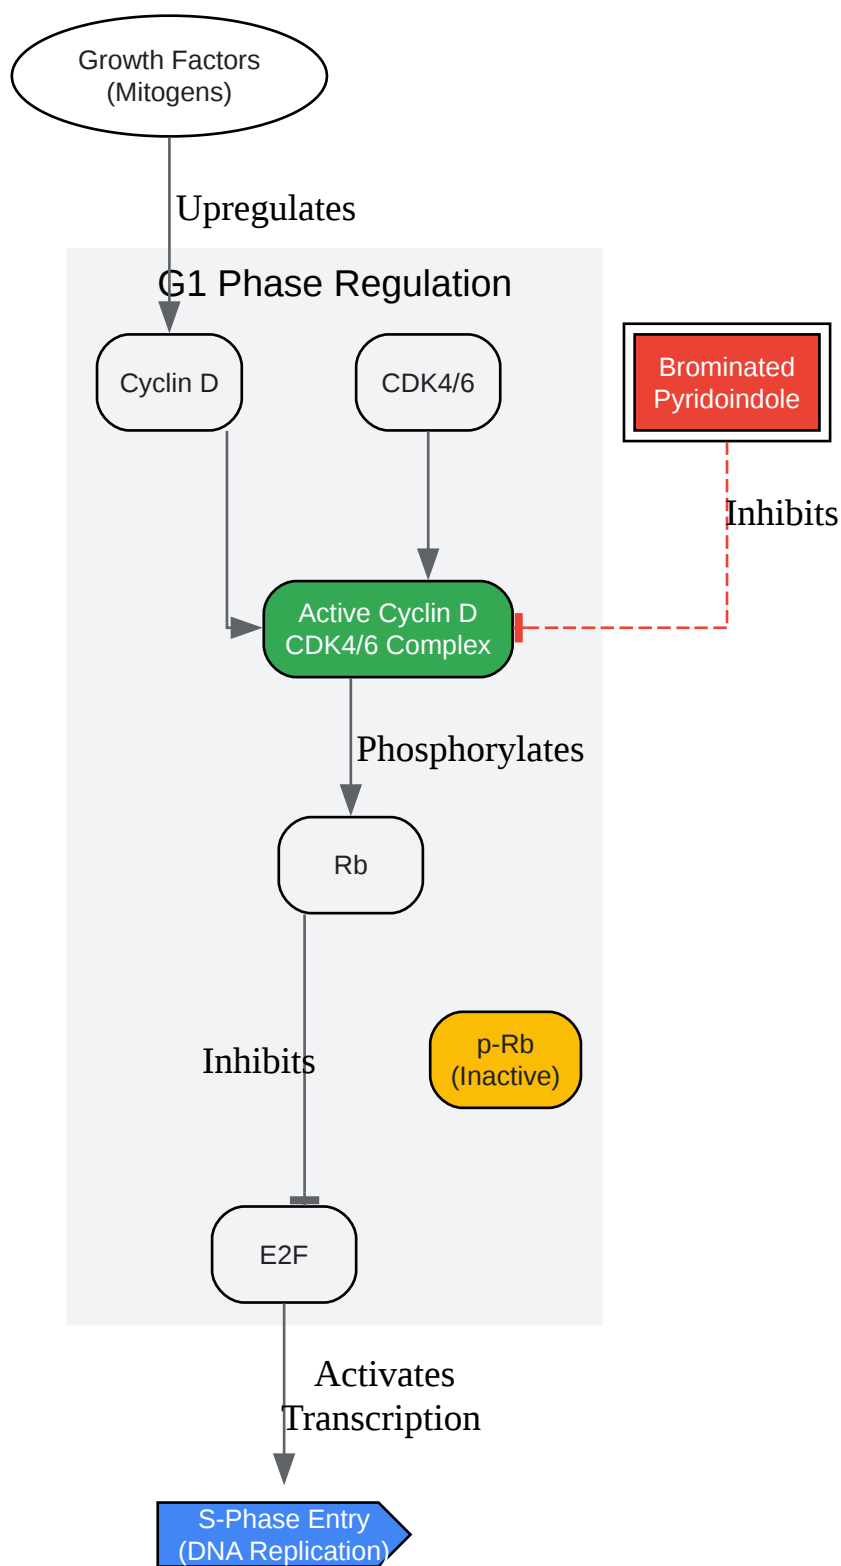 Growth Factors
(Mitogens)
Upregulates
G1 Phase Regulation
Cyclin D
CDK4/6
Brominated
Pyridoindole
Inhibits
Active Cyclin D
CDK4/6 Complex
Phosphorylates
Rb
p-Rb
(Inactive)
Inhibits
E2F
Activates
Transcription
S-Phase Entry
(DNA Replication)